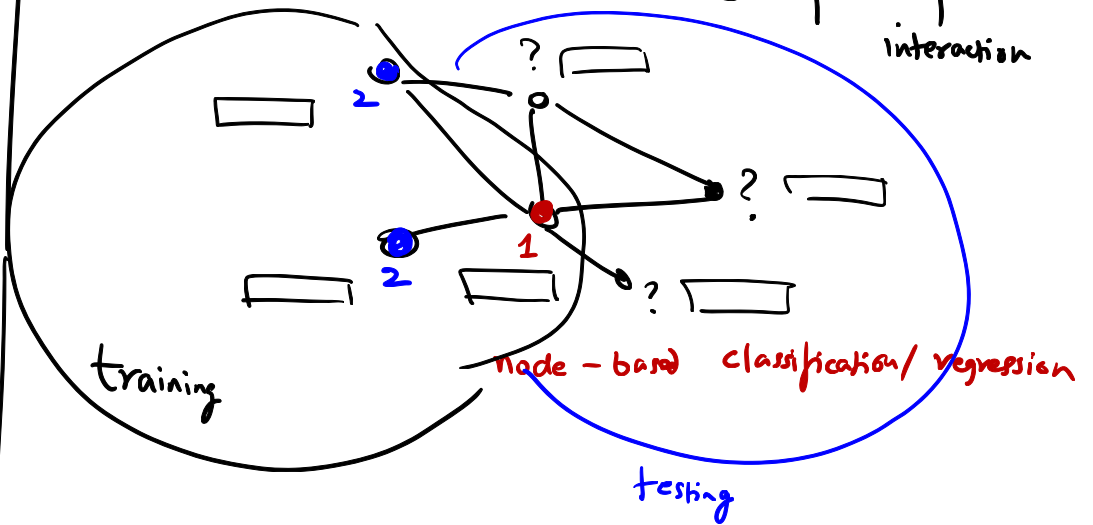 interaction
?
2
?
1
2
?
node-based classification/regression
training
testing